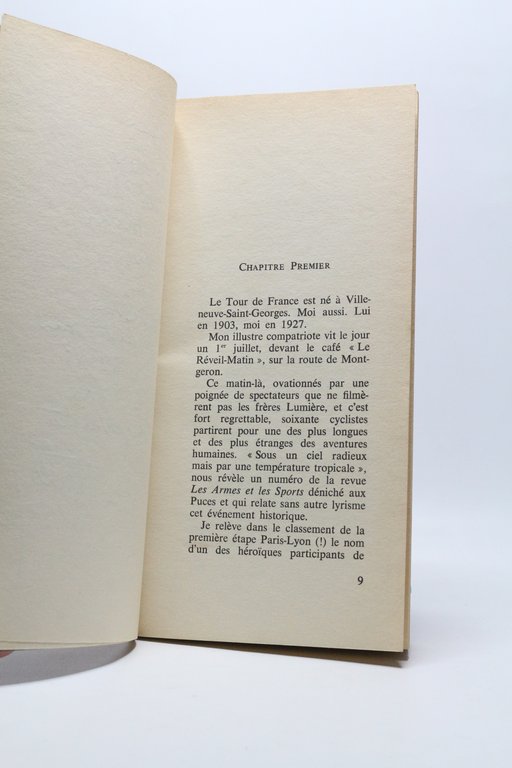 CHAPITRE PREMIER
Le Tour de France est né à Ville-
neuve-Saint-Georges. Moi aussi. Lui
en 1903, moi en 1927.
Mon illustre compatriote vit le jour
un 1er juillet, devant le café « Le
Réveil-Matin », sur la route de Mont-
geron.
Ce matin-là, ovationnés par une
poignée de spectateurs que ne filmè-
rent pas les frères Lumière, et c'est
fort regrettable, soixante cyclistes
partirent pour une des plus longues
et des plus étranges des aventures
humaines. « Sous un ciel radieux
mais par une température tropicale »,
nous révèle un numéro de la revue
Les Armes et les Sports déniché aux
Puces et qui relate sans autre lyrisme
cet événement historique.
Je relève dans le classement de la
première étape Paris-Lyon (!) le nom
d'un des héroïques participants de
9